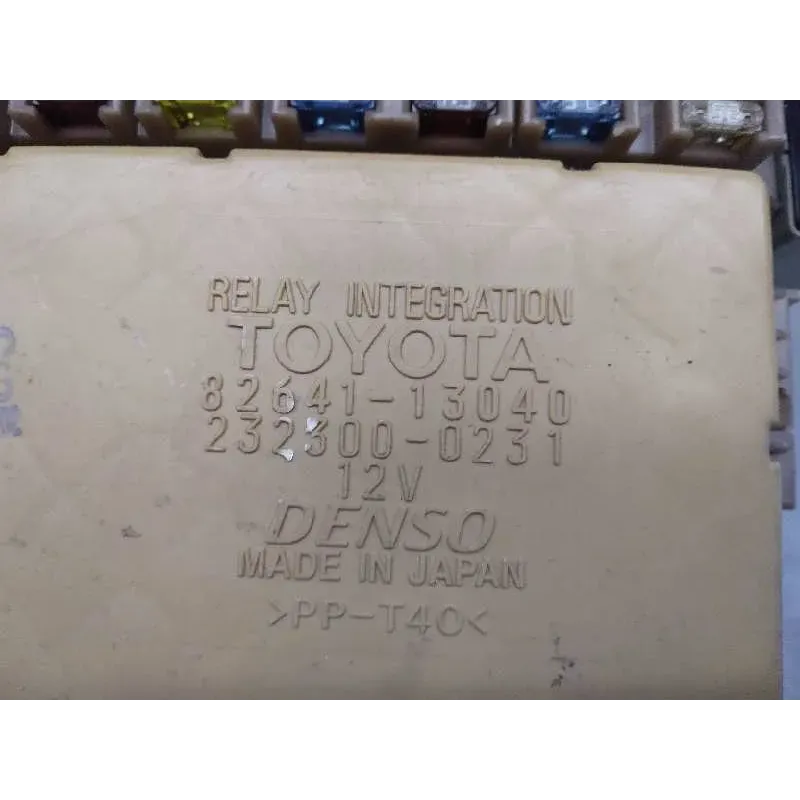 RELAY INTEGRATION
TOYOTA
82641-13040
232300-0231
12V
DENSO
MADE IN JAPAN
>PP-T40<